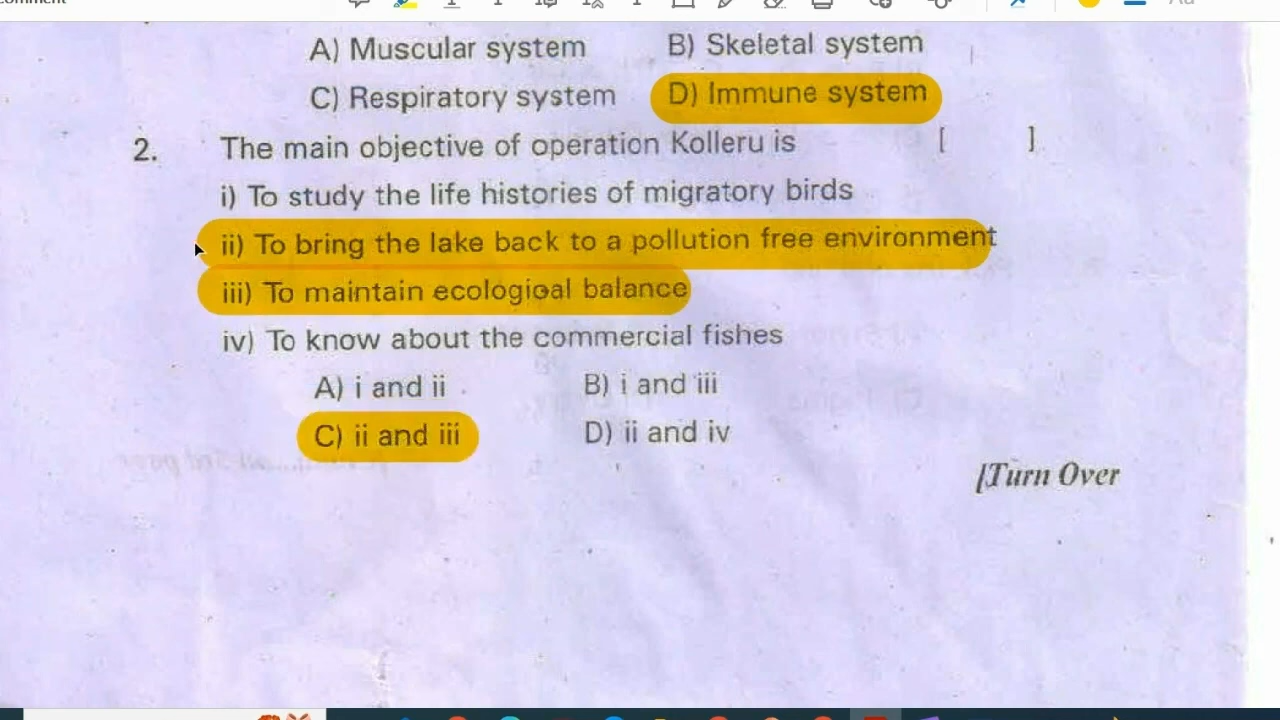 A) Muscular system B) Skeletal system
C) Respiratory system D) Immune system
2. The main objective of operation Kolleru is [ ]
i) To study the life histories of migratory birds
ii) To bring the lake back to a pollution free environment
iii) To maintain ecological balance
iv) To know about the commercial fishes
A) i and ii B) i and iii
C) ii and iii D) ii and iv
[Turn Over